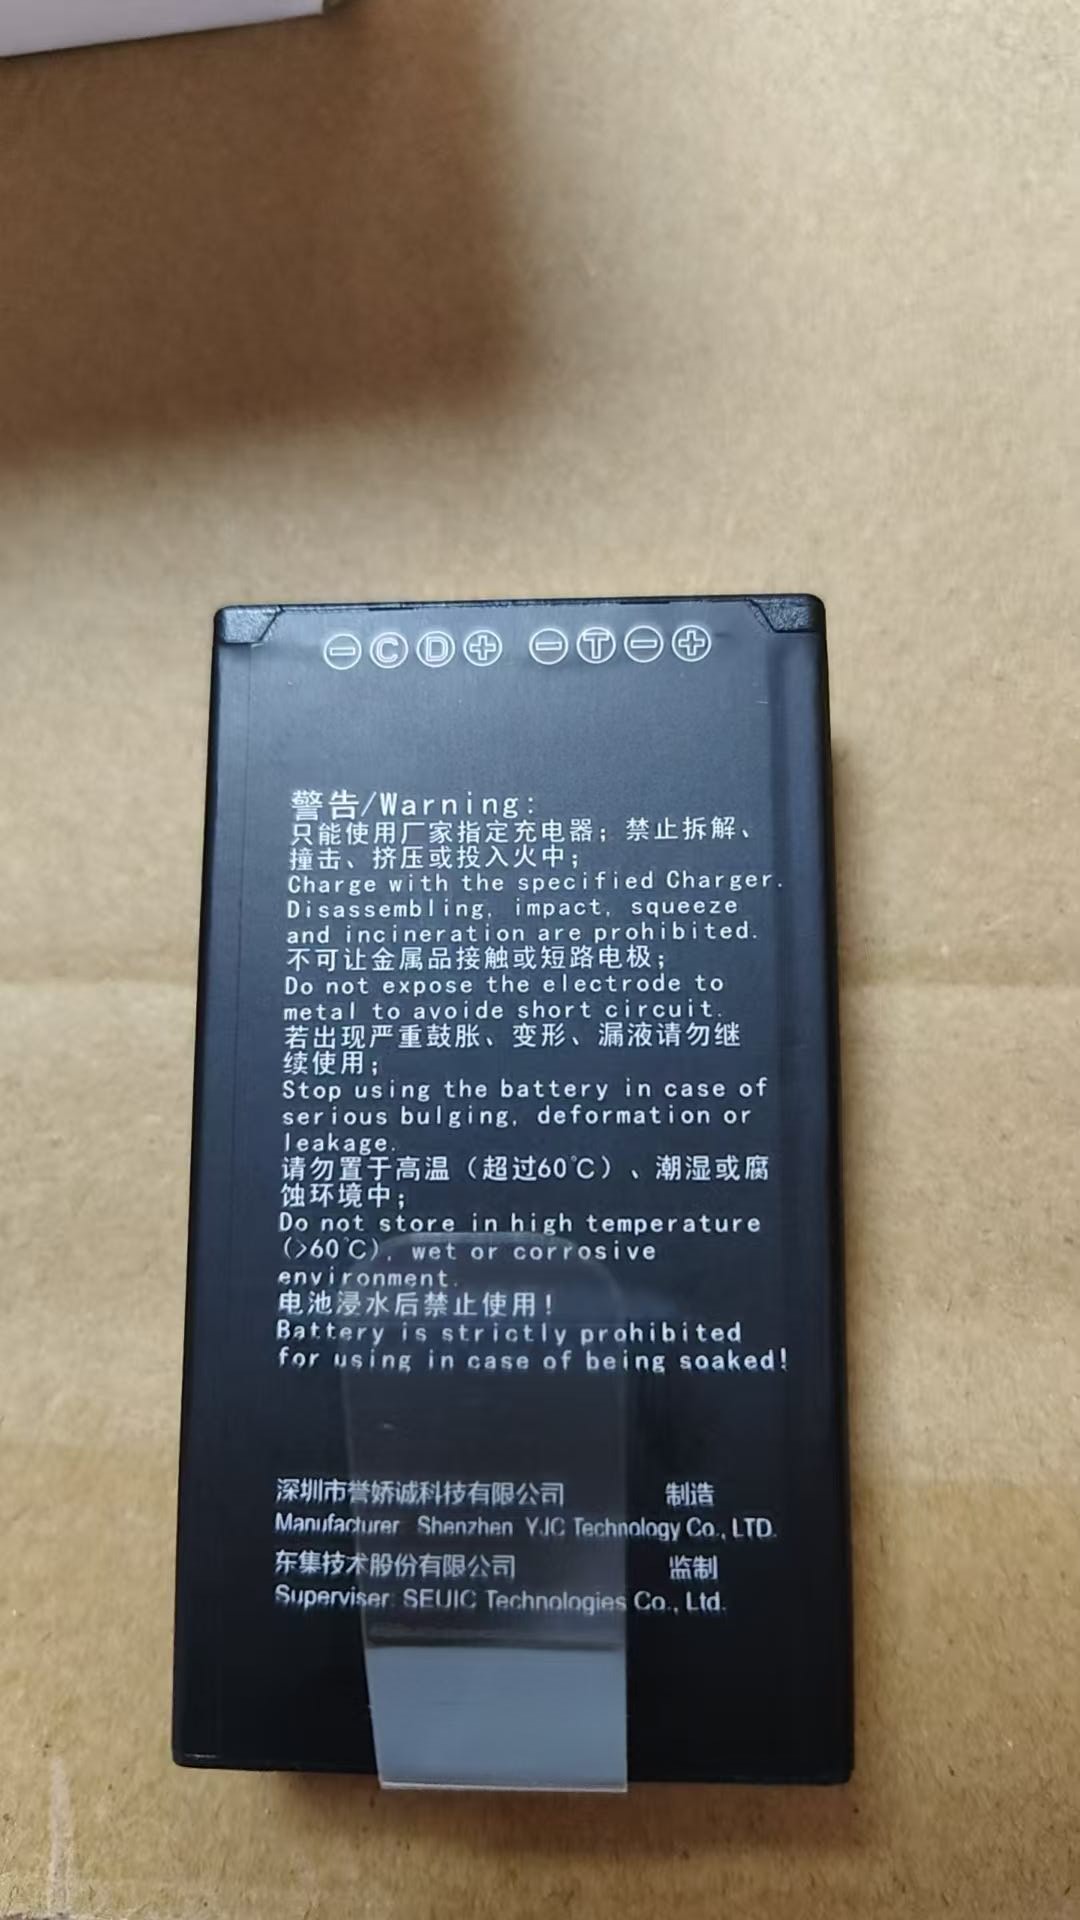 ⊖ⒸⒹ⊕ ⊖Ⓣ⊖⊕
警告/Warning:
只能使用厂家指定充电器；禁止拆解、
撞击、挤压或投入火中；
Charge with the specified Charger.
Disassembling, impact, squeeze
and incineration are prohibited.
不可让金属品接触或短路电极；
Do not expose the electrode to
metal to avoide short circuit.
若出现严重鼓胀、变形、漏液请勿继
续使用；
Stop using the battery in case of
serious bulging, deformation or
leakage.
请勿置于高温（超过60℃）、潮湿或腐
蚀环境中；
Do not store in high temperature
(>60℃), wet or corrosive
environment.
电池浸水后禁止使用！
Battery is strictly prohibited
for using in case of being soaked!
深圳市誉娇诚科技有限公司 制造
Manufacturer: Shenzhen YJC Technology Co., LTD.
东集技术股份有限公司 监制
Superviser: SEUIC Technologies Co., Ltd.